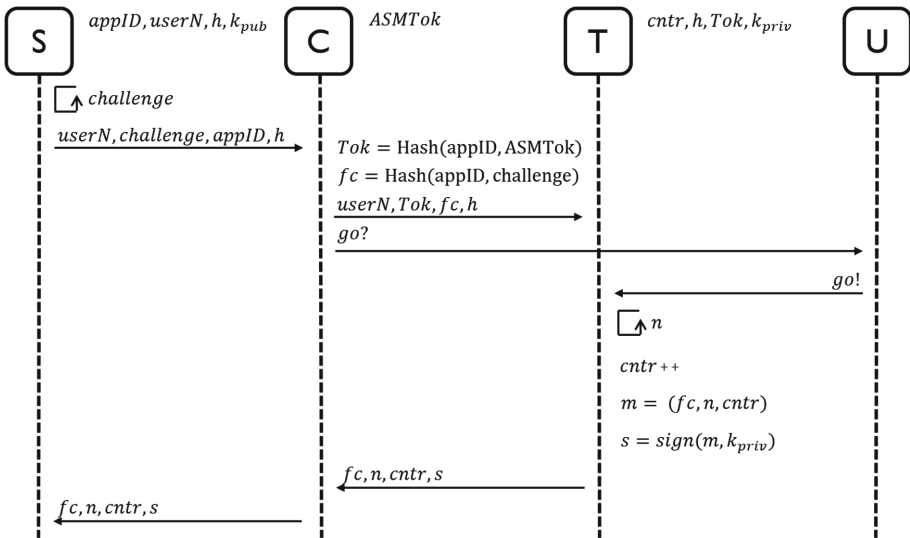 appID, userN, h, k_pub ASMTok cntr, h, Tok, k_priv
S C T U
challenge
userN, challenge, appID, h
Tok = Hash(appID, ASMTok)
fc = Hash(appID, challenge)
userN, Tok, fc, h
go?
go!
n
cntr ++
m = (fc, n, cntr)
s = sign(m, k_priv)
fc, n, cntr, s
fc, n, cntr, s